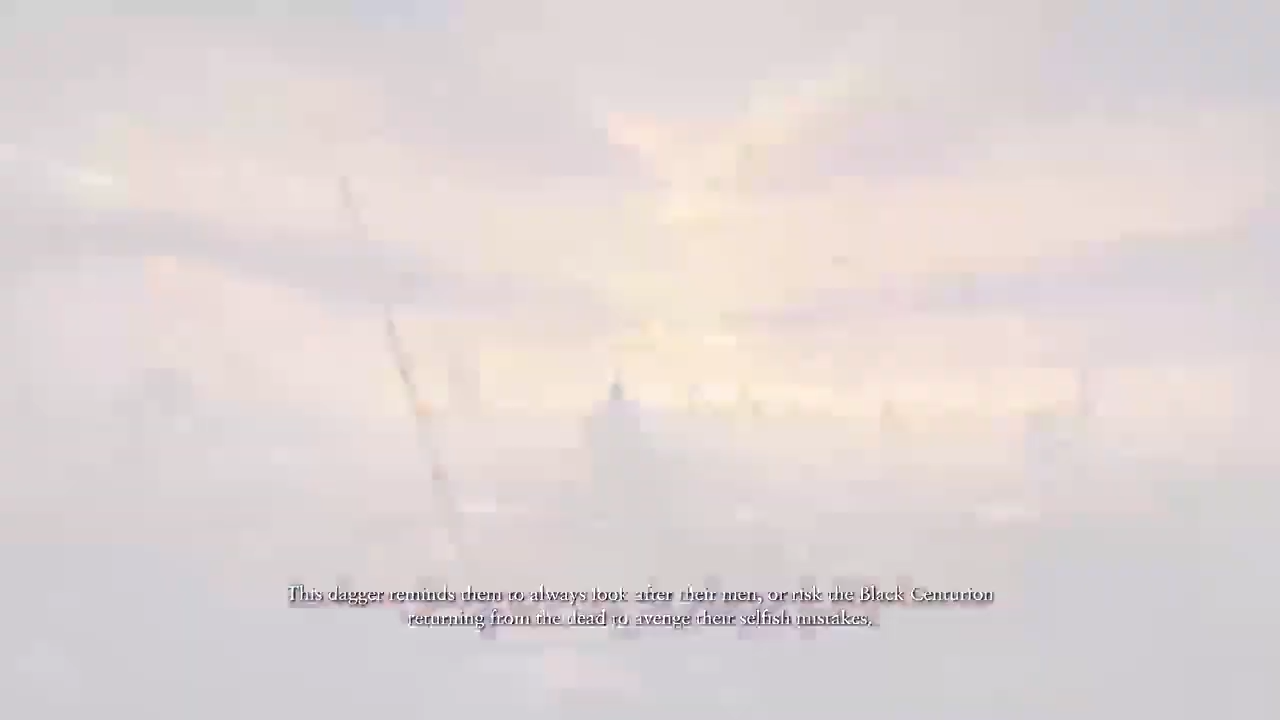 This dagger reminds them to always look after their men, or risk the Black Centurion
returning from the dead to avenge their selfish mistakes.